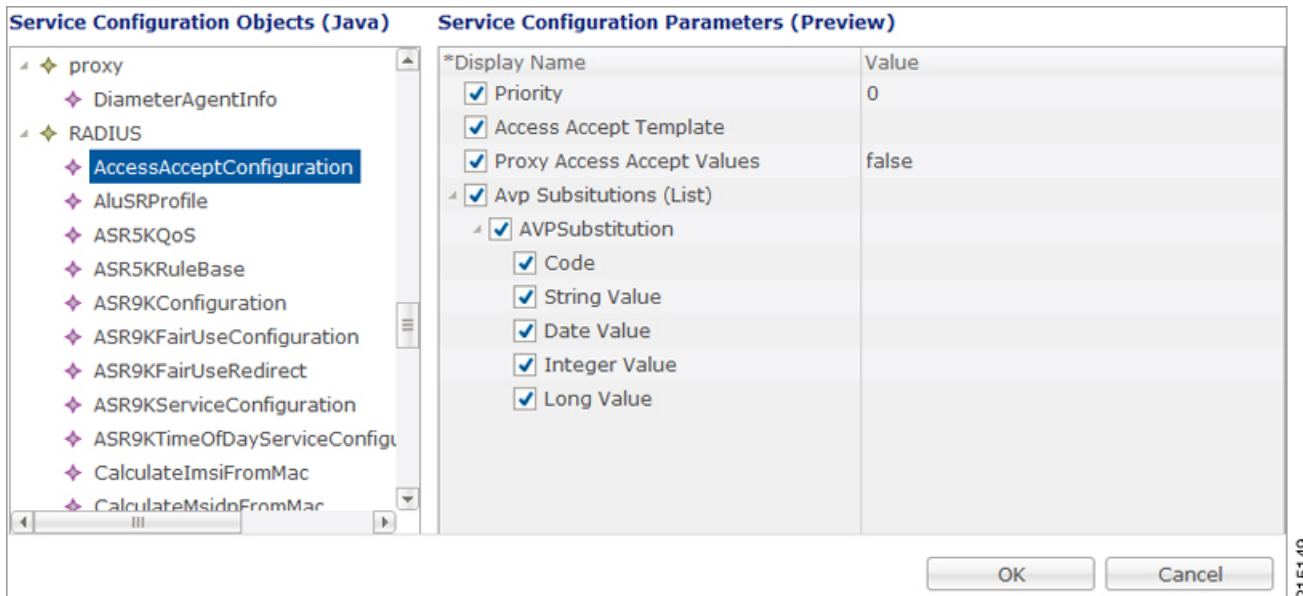 Service Configuration Objects (Java)
proxy
DiameterAgentInfo
RADIUS
AccessAcceptConfiguration
AluSRProfile
ASR5KQoS
ASR5KRuleBase
ASR9KConfiguration
ASR9KFairUseConfiguration
ASR9KFairUseRedirect
ASR9KServiceConfiguration
ASR9KTimeOfDayServiceConfigu
CalculateImsiFromMac
CalculateMsidnFromMac
Service Configuration Parameters (Preview)
*Display Name Value
Priority 0
Access Accept Template
Proxy Access Accept Values false
Avp Subsitutions (List)
AVPSubstitution
Code
String Value
Date Value
Integer Value
Long Value
OK Cancel